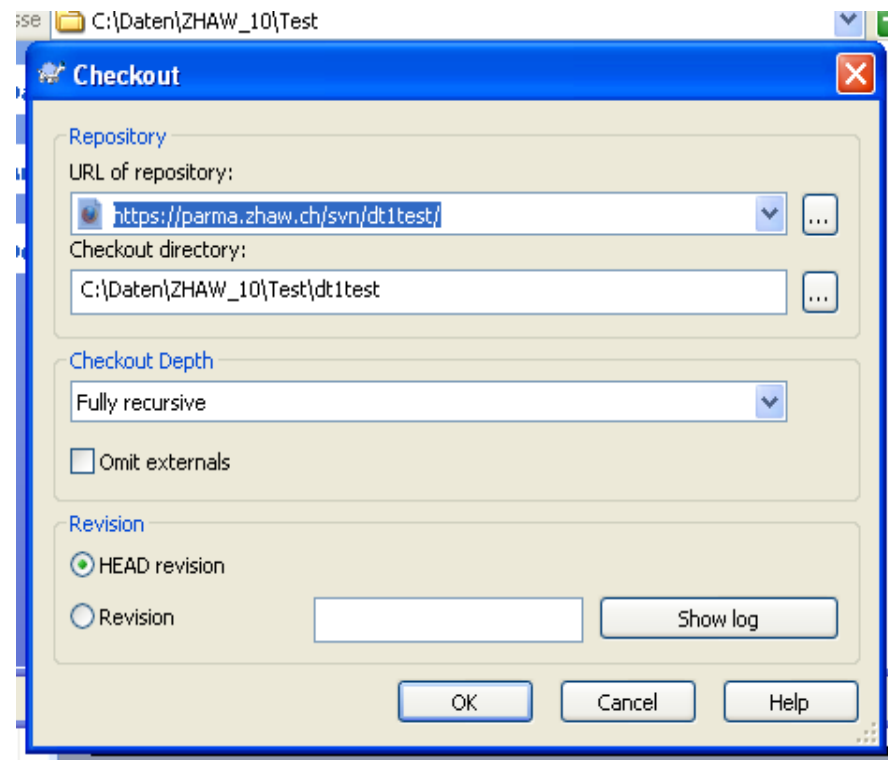 sse C:\Daten\ZHAW_10\Test
Checkout
Repository
URL of repository:
https://parma.zhaw.ch/svn/dt1test/
...
Checkout directory:
C:\Daten\ZHAW_10\Test\dt1test
...
Checkout Depth
Fully recursive
Omit externals
Revision
HEAD revision
Revision
Show log
OK Cancel Help